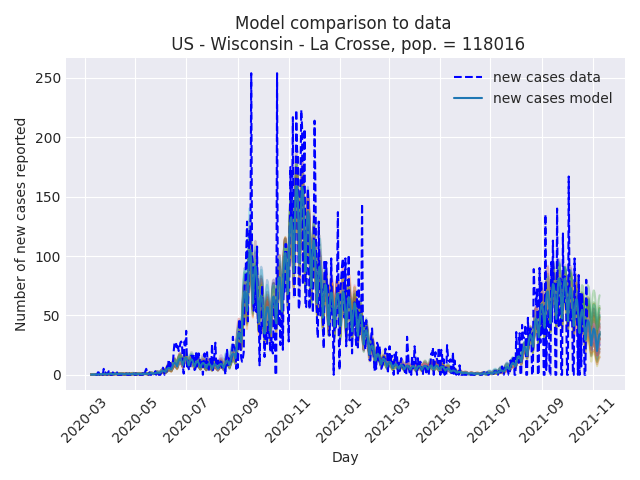 Model comparison to data
US - Wisconsin - La Crosse, pop. = 118016
new cases data
new cases model
Number of new cases reported
250
200
150
100
50
0
2020-03
2020-05
2020-07
2020-09
2020-11
2021-01
2021-03
2021-05
2021-07
2021-09
2021-11
Day